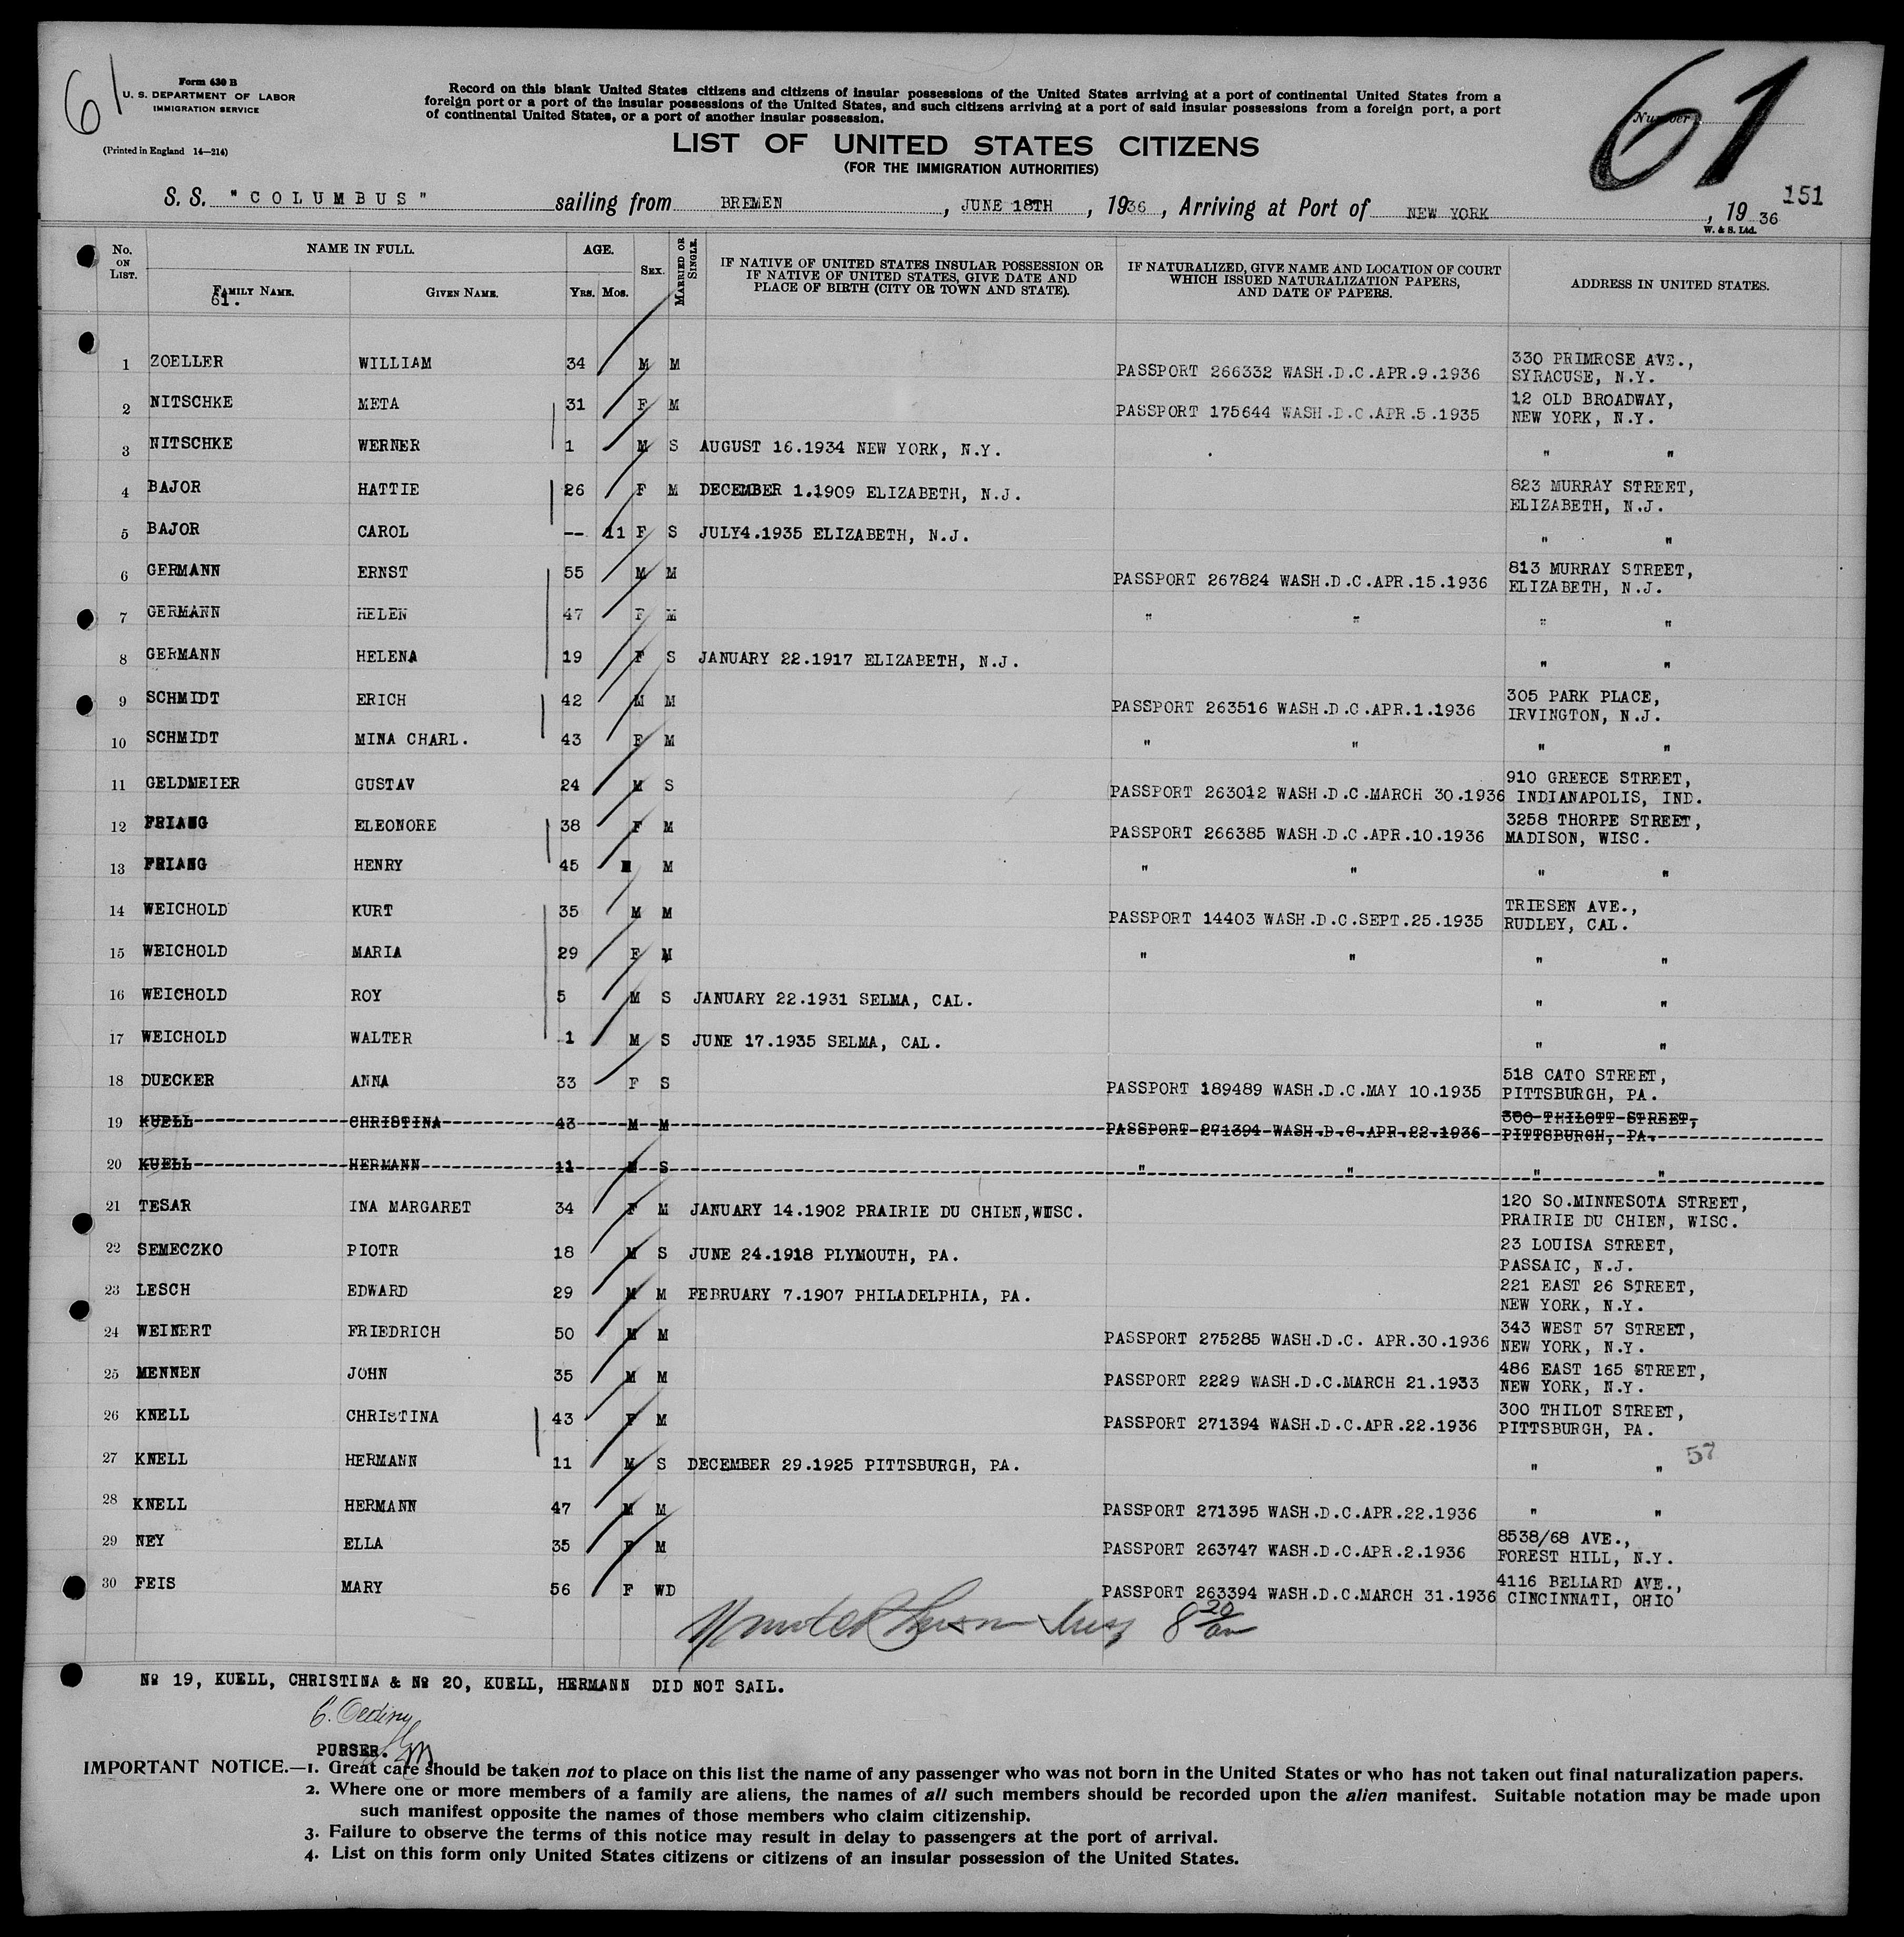 61
Form 630 B
U. S. DEPARTMENT OF LABOR
IMMIGRATION SERVICE
(Printed in England 14—214)
Record on this blank United States citizens and citizens of insular possessions of the United States arriving at a port of continental United States from a
foreign port or a port of the insular possessions of the United States, and such citizens arriving at a port of said insular possessions from a foreign port, a port
of continental United States, or a port of another insular possession.
LIST OF UNITED STATES CITIZENS
(FOR THE IMMIGRATION AUTHORITIES)
Number
61
151
S. S. "COLUMBUS" sailing from BREMEN, JUNE 18TH, 1936, Arriving at Port of NEW YORK, 1936
W. & S. Ltd.
No. ON LIST. NAME IN FULL. FAMILY NAME. GIVEN NAME. AGE. YRS. MOS. SEX. MARRIED OR SINGLE. IF NATIVE OF UNITED STATES INSULAR POSSESSION OR IF NATIVE OF UNITED STATES, GIVE DATE AND PLACE OF BIRTH (CITY OR TOWN AND STATE). IF NATURALIZED, GIVE NAME AND LOCATION OF COURT WHICH ISSUED NATURALIZATION PAPERS, AND DATE OF PAPERS. ADDRESS IN UNITED STATES.
61.
1 ZOELLER WILLIAM 34 M M PASSPORT 266332 WASH.D.C.APR.9.1936 330 PRIMROSE AVE., SYRACUSE, N.Y.
2 NITSCHKE META 31 F M PASSPORT 175644 WASH.D.C.APR.5.1935 12 OLD BROADWAY, NEW YORK, N.Y.
3 NITSCHKE WERNER 1 M S AUGUST 16.1934 NEW YORK, N.Y. " "
4 BAJOR HATTIE 26 F M DECEMBER 1.1909 ELIZABETH, N.J. 823 MURRAY STREET, ELIZABETH, N.J.
5 BAJOR CAROL -- 11 F S JULY4.1935 ELIZABETH, N.J. " "
6 GERMANN ERNST 55 M M PASSPORT 267824 WASH.D.C.APR.15.1936 813 MURRAY STREET, ELIZABETH, N.J.
7 GERMANN HELEN 47 F M " " " "
8 GERMANN HELENA 19 F S JANUARY 22.1917 ELIZABETH, N.J. " "
9 SCHMIDT ERICH 42 M M PASSPORT 263516 WASH.D.C.APR.1.1936 305 PARK PLACE, IRVINGTON, N.J.
10 SCHMIDT MINA CHARL. 43 F M " " " "
11 GELDMEIER GUSTAV 24 M S PASSPORT 263012 WASH.D.C.MARCH 30.1936 910 GREECE STREET, INDIANAPOLIS, IND.
12 PRIANG ELEONORE 38 F M PASSPORT 266385 WASH.D.C.APR.10.1936 3258 THORPE STREET, MADISON, WISC.
13 PRIANG HENRY 45 M M " " " "
14 WEICHOLD KURT 35 M M PASSPORT 14403 WASH.D.C.SEPT.25.1935 TRIESEN AVE., RUDLEY, CAL.
15 WEICHOLD MARIA 29 F M " " " "
16 WEICHOLD ROY 5 M S JANUARY 22.1931 SELMA, CAL. " "
17 WEICHOLD WALTER 1 M S JUNE 17.1935 SELMA, CAL. " "
18 DUECKER ANNA 33 F S PASSPORT 189489 WASH.D.C.MAY 10.1935 518 CATO STREET, PITTSBURGH, PA.
19 KUELL CHRISTINA 43 M M PASSPORT 271394 WASH.D.C.APR.22.1936 300 THILOTT STREET, PITTSBURGH, PA.
20 KUELL HERMANN 11 M S " " " "
21 TESAR INA MARGARET 34 F M JANUARY 14.1902 PRAIRIE DU CHIEN,WISC. 120 SO.MINNESOTA STREET, PRAIRIE DU CHIEN, WISC.
22 SEMECZKO PIOTR 18 M S JUNE 24.1918 PLYMOUTH, PA. 23 LOUISA STREET, PASSAIC, N.J.
23 LESCH EDWARD 29 M M FEBRUARY 7.1907 PHILADELPHIA, PA. 221 EAST 26 STREET, NEW YORK, N.Y.
24 WEINERT FRIEDRICH 50 M M PASSPORT 275285 WASH.D.C. APR.30.1936 343 WEST 57 STREET, NEW YORK, N.Y.
25 MENNEN JOHN 35 M M PASSPORT 2229 WASH.D.C.MARCH 21.1933 486 EAST 165 STREET, NEW YORK, N.Y.
26 KNELL CHRISTINA 43 F M PASSPORT 271394 WASH.D.C.APR.22.1936 300 THILOT STREET, PITTSBURGH, PA.
27 KNELL HERMANN 11 M S DECEMBER 29.1925 PITTSBURGH, PA. " " 57
28 KNELL HERMANN 47 M M PASSPORT 271395 WASH.D.C.APR.22.1936 " "
29 NEY ELLA 35 F M PASSPORT 263747 WASH.D.C.APR.2.1936 8538/68 AVE., FOREST HILL, N.Y.
30 FEIS MARY 56 F WD PASSPORT 263394 WASH.D.C.MARCH 31.1936 4116 BELLARD AVE., CINCINNATI, OHIO
8 20
№ 19, KUELL, CHRISTINA & № 20, KUELL, HERMANN DID NOT SAIL.
PURSER.
IMPORTANT NOTICE.—1. Great care should be taken not to place on this list the name of any passenger who was not born in the United States or who has not taken out final naturalization papers.
2. Where one or more members of a family are aliens, the names of all such members should be recorded upon the alien manifest. Suitable notation may be made upon
such manifest opposite the names of those members who claim citizenship.
3. Failure to observe the terms of this notice may result in delay to passengers at the port of arrival.
4. List on this form only United States citizens or citizens of an insular possession of the United States.